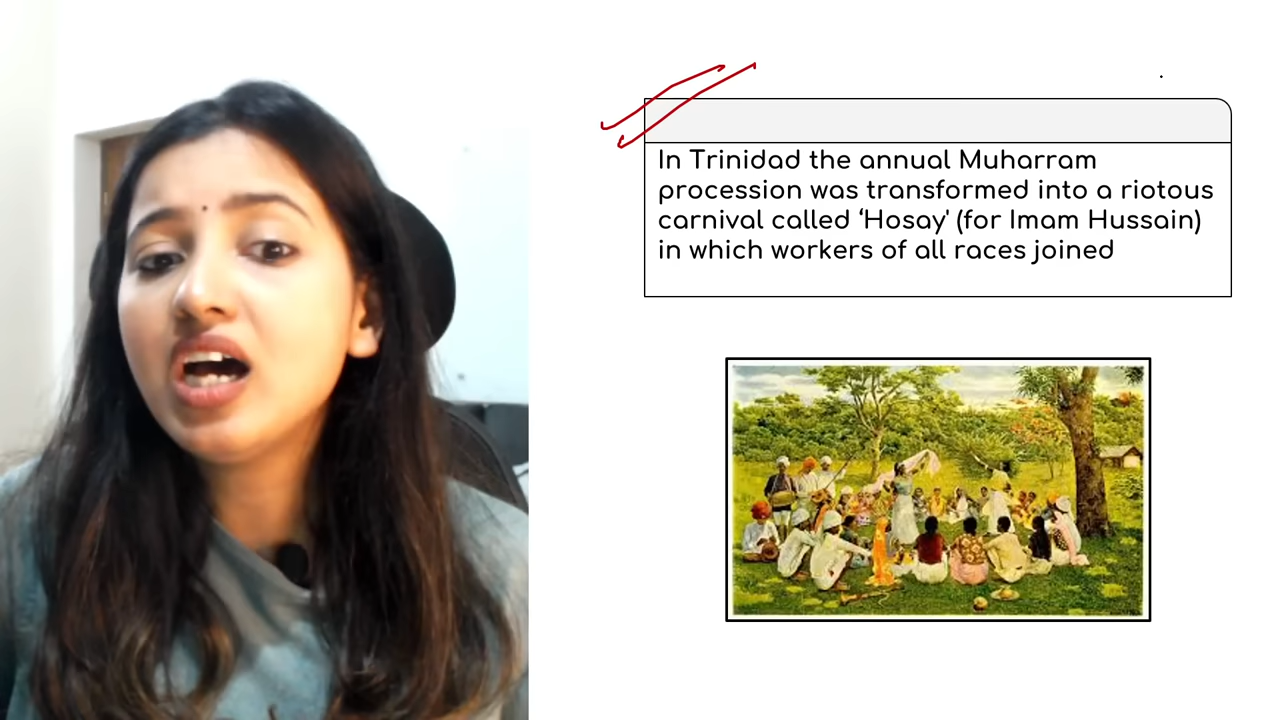 In Trinidad the annual Muharram
procession was transformed into a riotous
carnival called ‘Hosay' (for Imam Hussain)
in which workers of all races joined